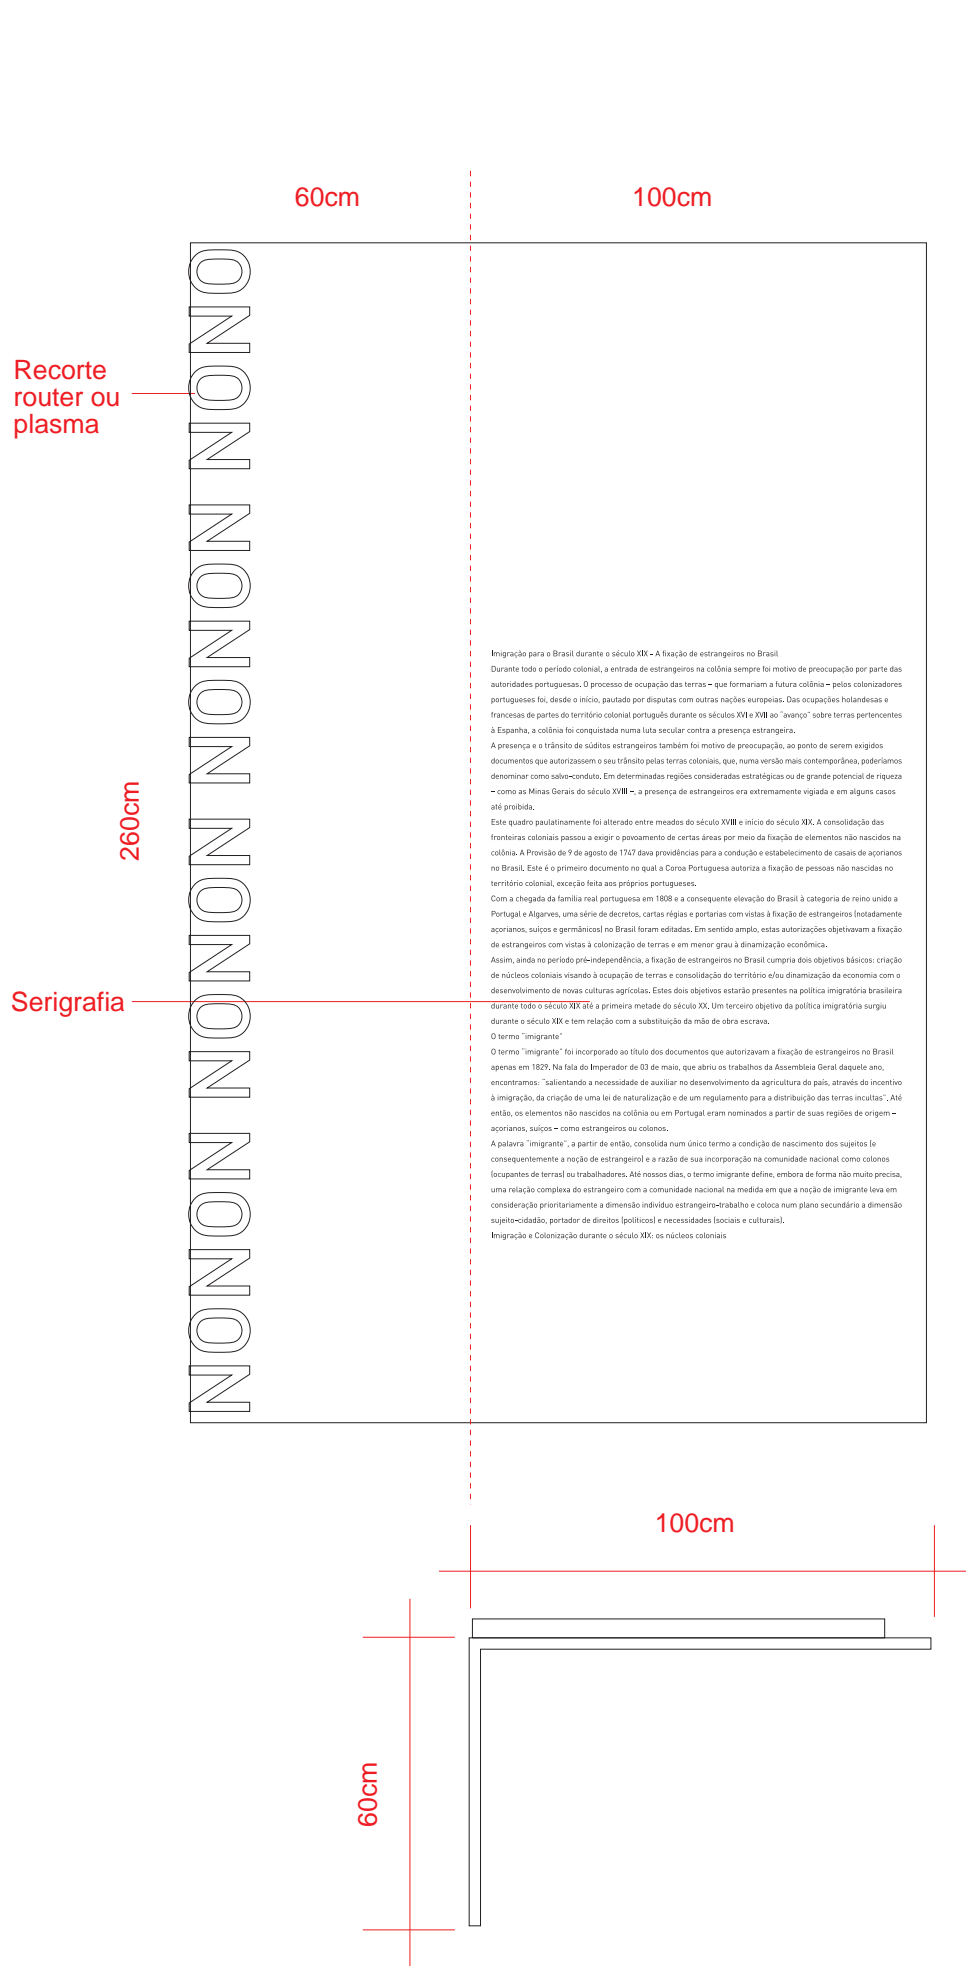 60cm
100cm
Recorte
router ou
plasma
NONON NONONON NONON NONO
260cm
Serigrafia
Imigração para o Brasil durante o século XIX - A fixação de estrangeiros no Brasil
Durante todo o período colonial, a entrada de estrangeiros na colônia sempre foi motivo de preocupação por parte das
autoridades portuguesas. O processo de ocupação das terras – que formariam a futura colônia – pelos colonizadores
portugueses foi, desde o início, pautado por disputas com outras nações europeias. Das ocupações holandesas e
francesas de partes do território colonial português durante os séculos XVI e XVII ao "avanço" sobre terras pertencentes
à Espanha, a colônia foi conquistada numa luta secular contra a presença estrangeira.
A presença e o trânsito de súditos estrangeiros também foi motivo de preocupação, ao ponto de serem exigidos
documentos que autorizassem o seu trânsito pelas terras coloniais, que, numa versão mais contemporânea, poderíamos
denominar como salvo-conduto. Em determinadas regiões consideradas estratégicas ou de grande potencial de riqueza
– como as Minas Gerais do século XVIII –, a presença de estrangeiros era extremamente vigiada e em alguns casos
até proibida.
Este quadro paulatinamente foi alterado entre meados do século XVIII e início do século XIX. A consolidação das
fronteiras coloniais passou a exigir o povoamento de certas áreas por meio da fixação de elementos não nascidos na
colônia. A Provisão de 9 de agosto de 1747 dava providências para a condução e estabelecimento de casais de açorianos
no Brasil. Este é o primeiro documento no qual a Coroa Portuguesa autoriza a fixação de pessoas não nascidas no
território colonial, exceção feita aos próprios portugueses.
Com a chegada da família real portuguesa em 1808 e a consequente elevação do Brasil à categoria de reino unido a
Portugal e Algarves, uma série de decretos, cartas régias e portarias com vistas à fixação de estrangeiros (notadamente
açorianos, suíços e germânicos) no Brasil foram editadas. Em sentido amplo, estas autorizações objetivavam a fixação
de estrangeiros com vistas à colonização de terras e em menor grau à dinamização econômica.
Assim, ainda no período pré-independência, a fixação de estrangeiros no Brasil cumpria dois objetivos básicos: criação
de núcleos coloniais visando à ocupação de terras e consolidação do território e/ou dinamização da economia com o
desenvolvimento de novas culturas agrícolas. Estes dois objetivos estarão presentes na política imigratória brasileira
durante todo o século XIX até a primeira metade do século XX. Um terceiro objetivo da política imigratória surgiu
durante o século XIX e tem relação com a substituição da mão de obra escrava.
O termo "imigrante"
O termo "imigrante" foi incorporado ao título dos documentos que autorizavam a fixação de estrangeiros no Brasil
apenas em 1829. Na fala do Imperador de 03 de maio, que abriu os trabalhos da Assembleia Geral daquele ano,
encontramos: "salientando a necessidade de auxiliar no desenvolvimento da agricultura do país, através do incentivo
à imigração, da criação de uma lei de naturalização e de um regulamento para a distribuição das terras incultas". Até
então, os elementos não nascidos na colônia ou em Portugal eram nominados a partir de suas regiões de origem –
açorianos, suíços – como estrangeiros ou colonos.
A palavra "imigrante", a partir de então, consolida num único termo a condição de nascimento dos sujeitos (e
consequentemente a noção de estrangeiro) e a razão de sua incorporação na comunidade nacional como colonos
(ocupantes de terras) ou trabalhadores. Até nossos dias, o termo imigrante define, embora de forma não muito precisa,
uma relação complexa do estrangeiro com a comunidade nacional na medida em que a noção de imigrante leva em
consideração prioritariamente a dimensão indivíduo estrangeiro-trabalho e coloca num plano secundário a dimensão
sujeito-cidadão, portador de direitos (políticos) e necessidades (sociais e culturais).
Imigração e Colonização durante o século XIX: os núcleos coloniais
100cm
60cm